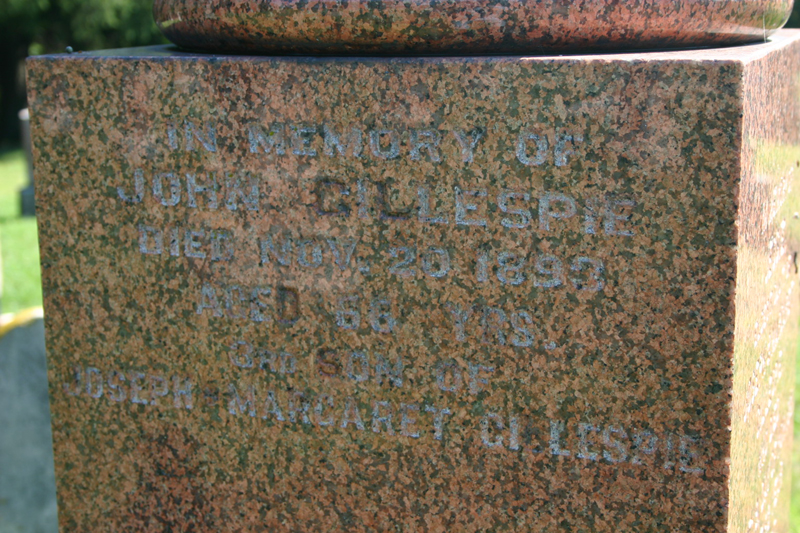 IN MEMORY OF
JOHN GILLESPIE
DIED NOV. 20 1893
AGED 66 YRS.
3RD SON OF
JOSEPH - MARGARET GILLESPIE